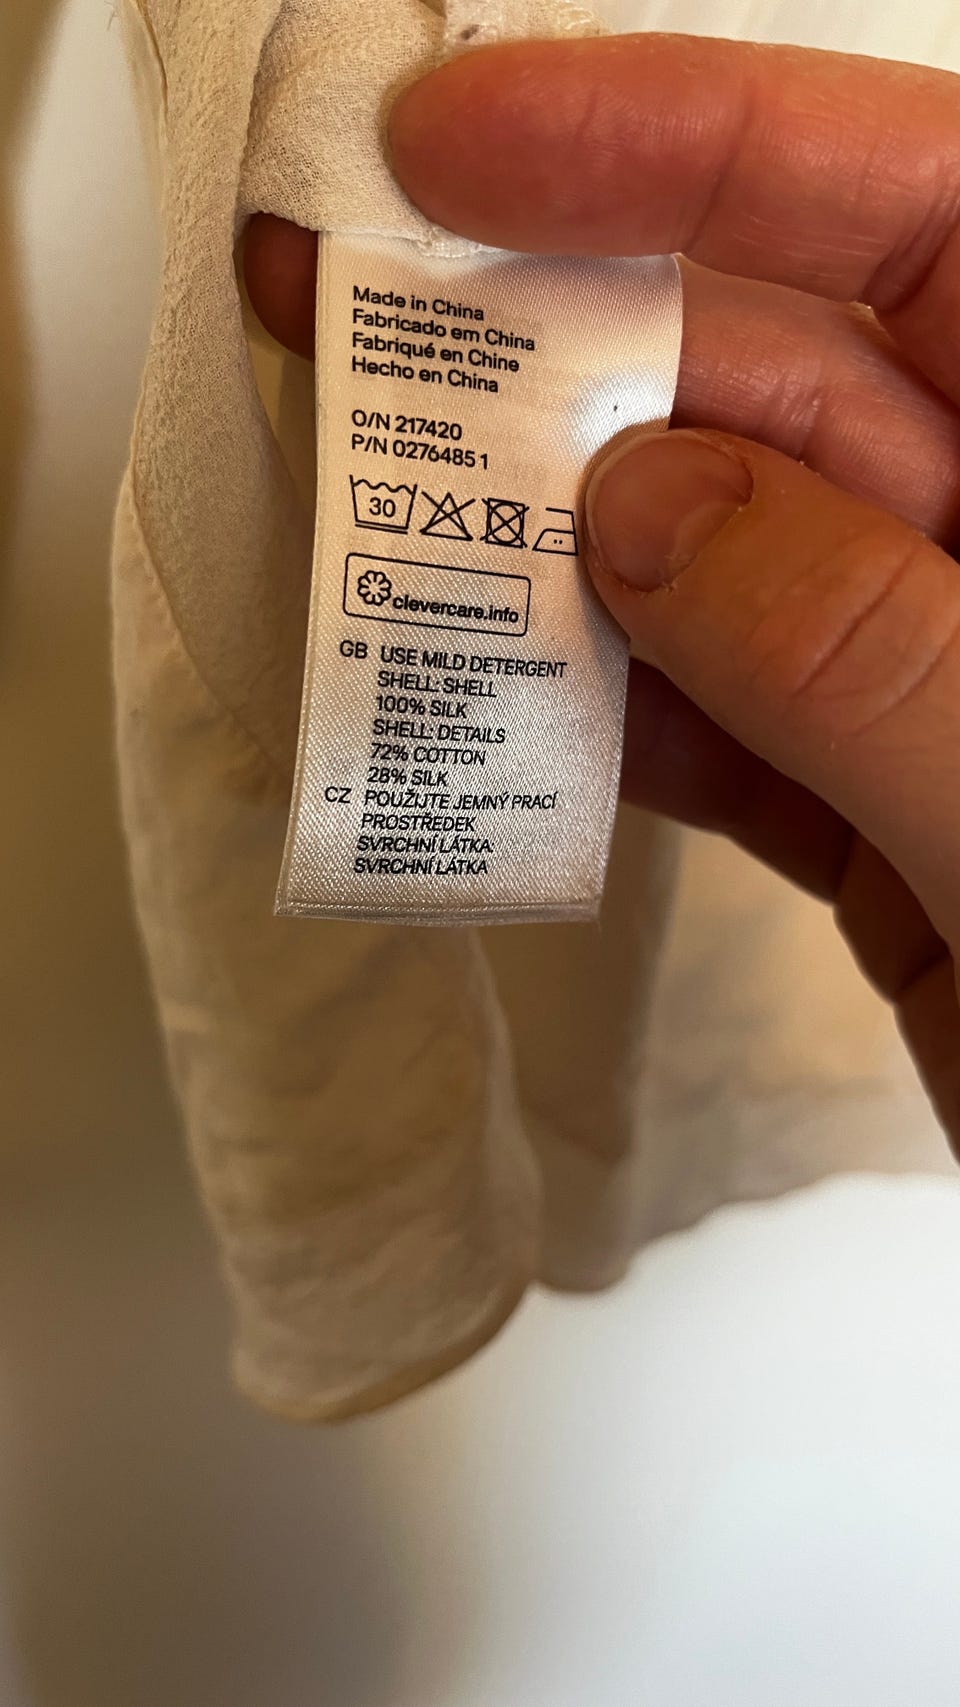 Made in China
Fabricado em China
Fabriqué en Chine
Hecho en China
O/N 217420
P/N 02764851
30
clevercare.info
GB USE MILD DETERGENT
SHELL: SHELL
100% SILK
SHELL: DETAILS
72% COTTON
28% SILK
CZ POUŽIJTE JEMNÝ PRACÍ
PROSTŘEDEK
SVRCHNÍ LÁTKA:
SVRCHNÍ LÁTKA